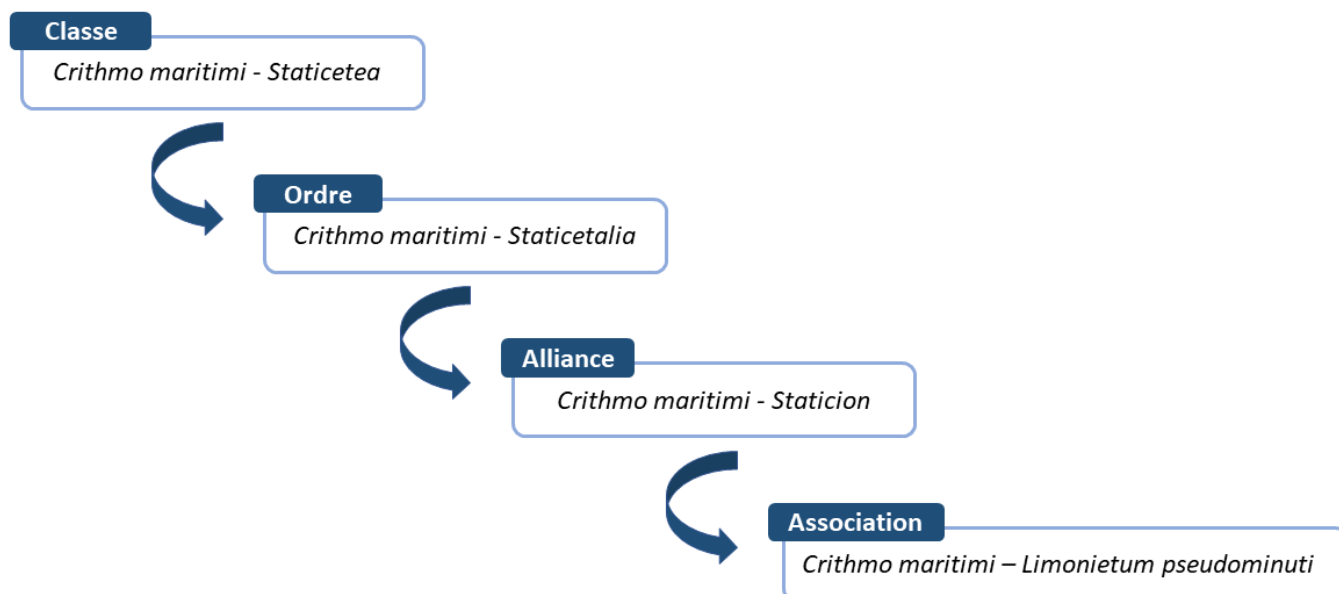 Classe
Crithmo maritimi - Staticetea
Ordre
Crithmo maritimi - Staticetalia
Alliance
Crithmo maritimi - Staticion
Association
Crithmo maritimi – Limonietum pseudominuti